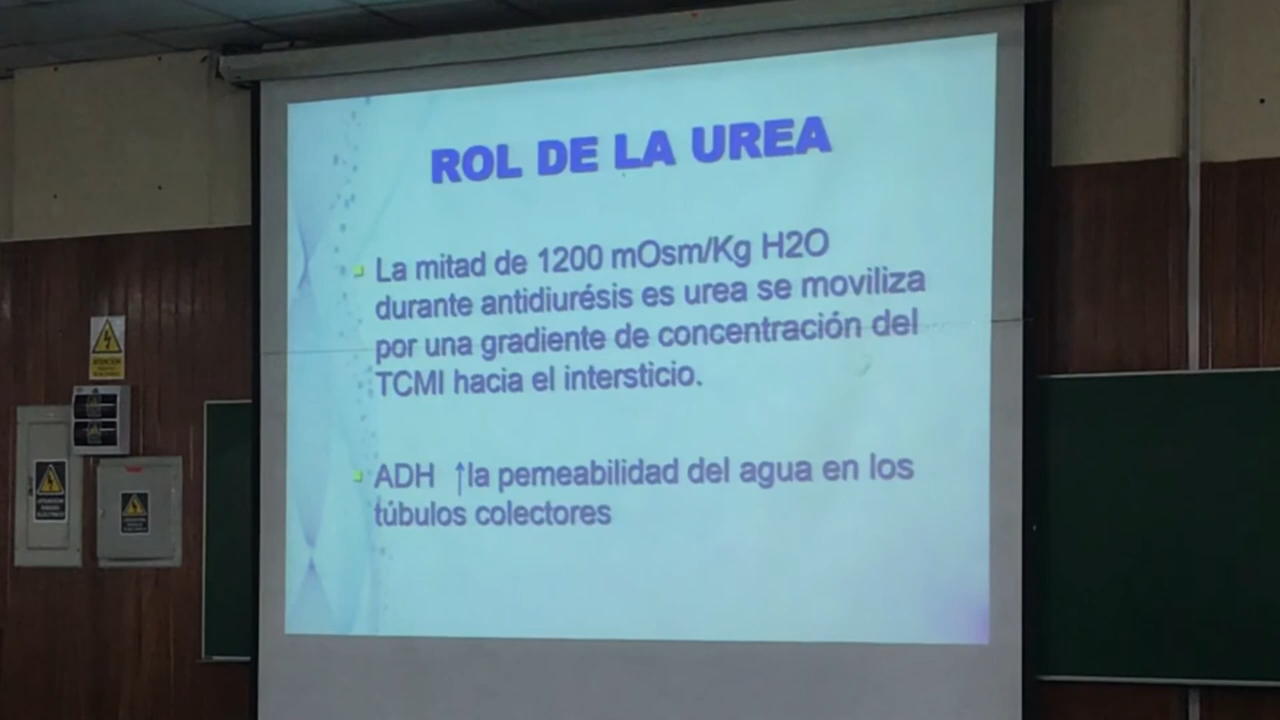 ROL DE LA UREA
La mitad de 1200 mOsm/Kg H2O
durante antidiurésis es urea se moviliza
por una gradiente de concentración del
TCMI hacia el intersticio.
ADH ↑la pemeabilidad del agua en los
túbulos colectores
ATENCION